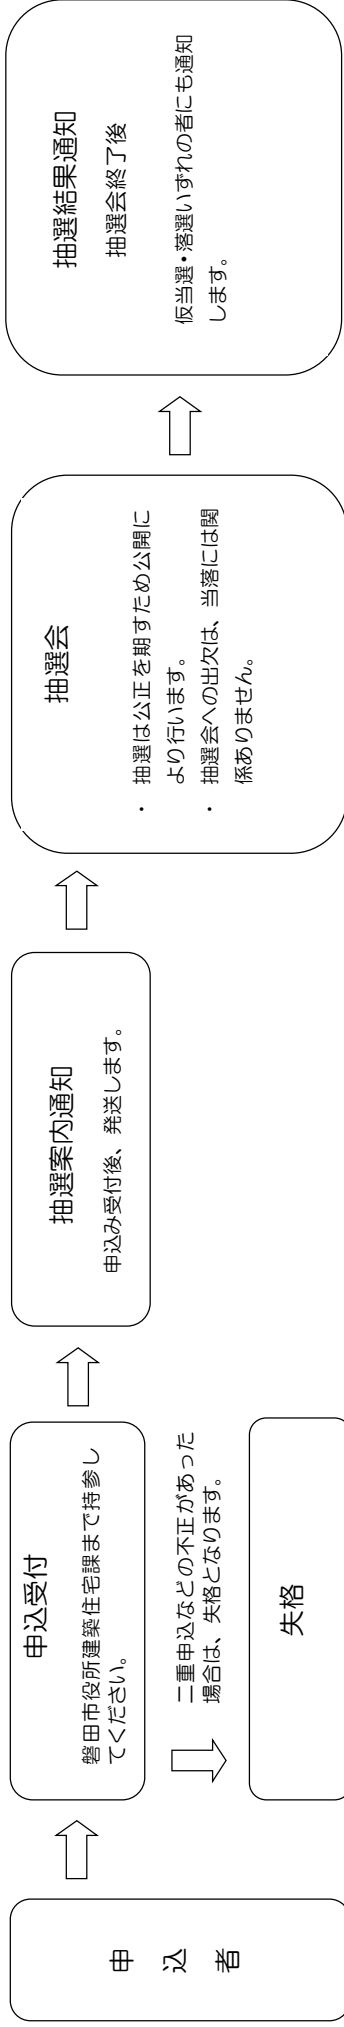 申込者
申込受付
磐田市役所建築住宅課まで持参し
てください。
二重申込などの不正があった
場合は、失格となります。
失格
抽選案内通知
申込み受付後、発送します。
抽選会
・ 抽選は公正を期すため公開に
より行います。
・ 抽選会への出欠は、当落には関
係ありません。
抽選結果通知
抽選会終了後
仮当選・落選いずれの者にも通知
します。